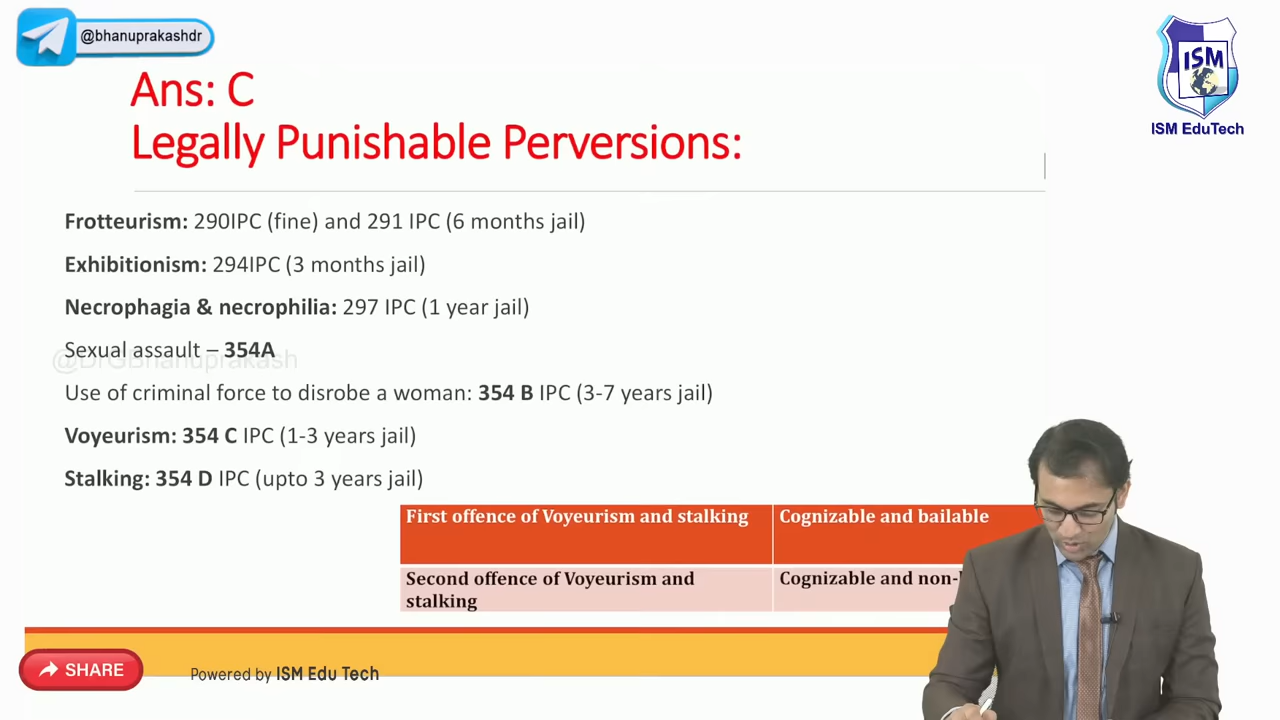 @bhanuprakashdr
ISM
ISM EduTech
Ans: C
Legally Punishable Perversions:
Frotteurism: 290IPC (fine) and 291 IPC (6 months jail)
Exhibitionism: 294IPC (3 months jail)
Necrophagia & necrophilia: 297 IPC (1 year jail)
Sexual assault – 354A
@DrGBhanuprakash
Use of criminal force to disrobe a woman: 354 B IPC (3-7 years jail)
Voyeurism: 354 C IPC (1-3 years jail)
Stalking: 354 D IPC (upto 3 years jail)
First offence of Voyeurism and stalking
Cognizable and bailable
Second offence of Voyeurism and
stalking
Cognizable and non-
SHARE
Powered by ISM Edu Tech